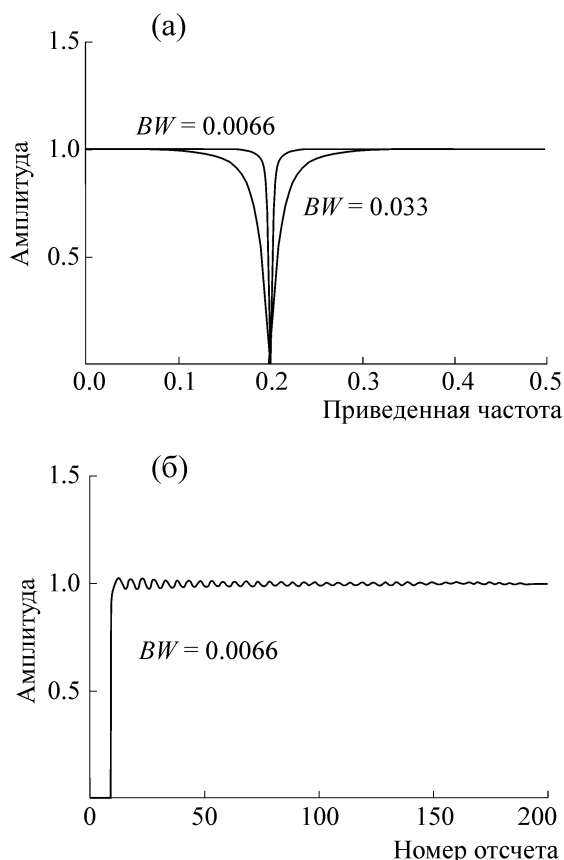 (а)
1.5
BW = 0.0066
1.0
BW = 0.033
0.5
Амплитуда
0.0 0.1 0.2 0.3 0.4 0.5
Приведенная частота
(б)
1.5
1.0
BW = 0.0066
0.5
Амплитуда
0 50 100 150 200
Номер отсчета